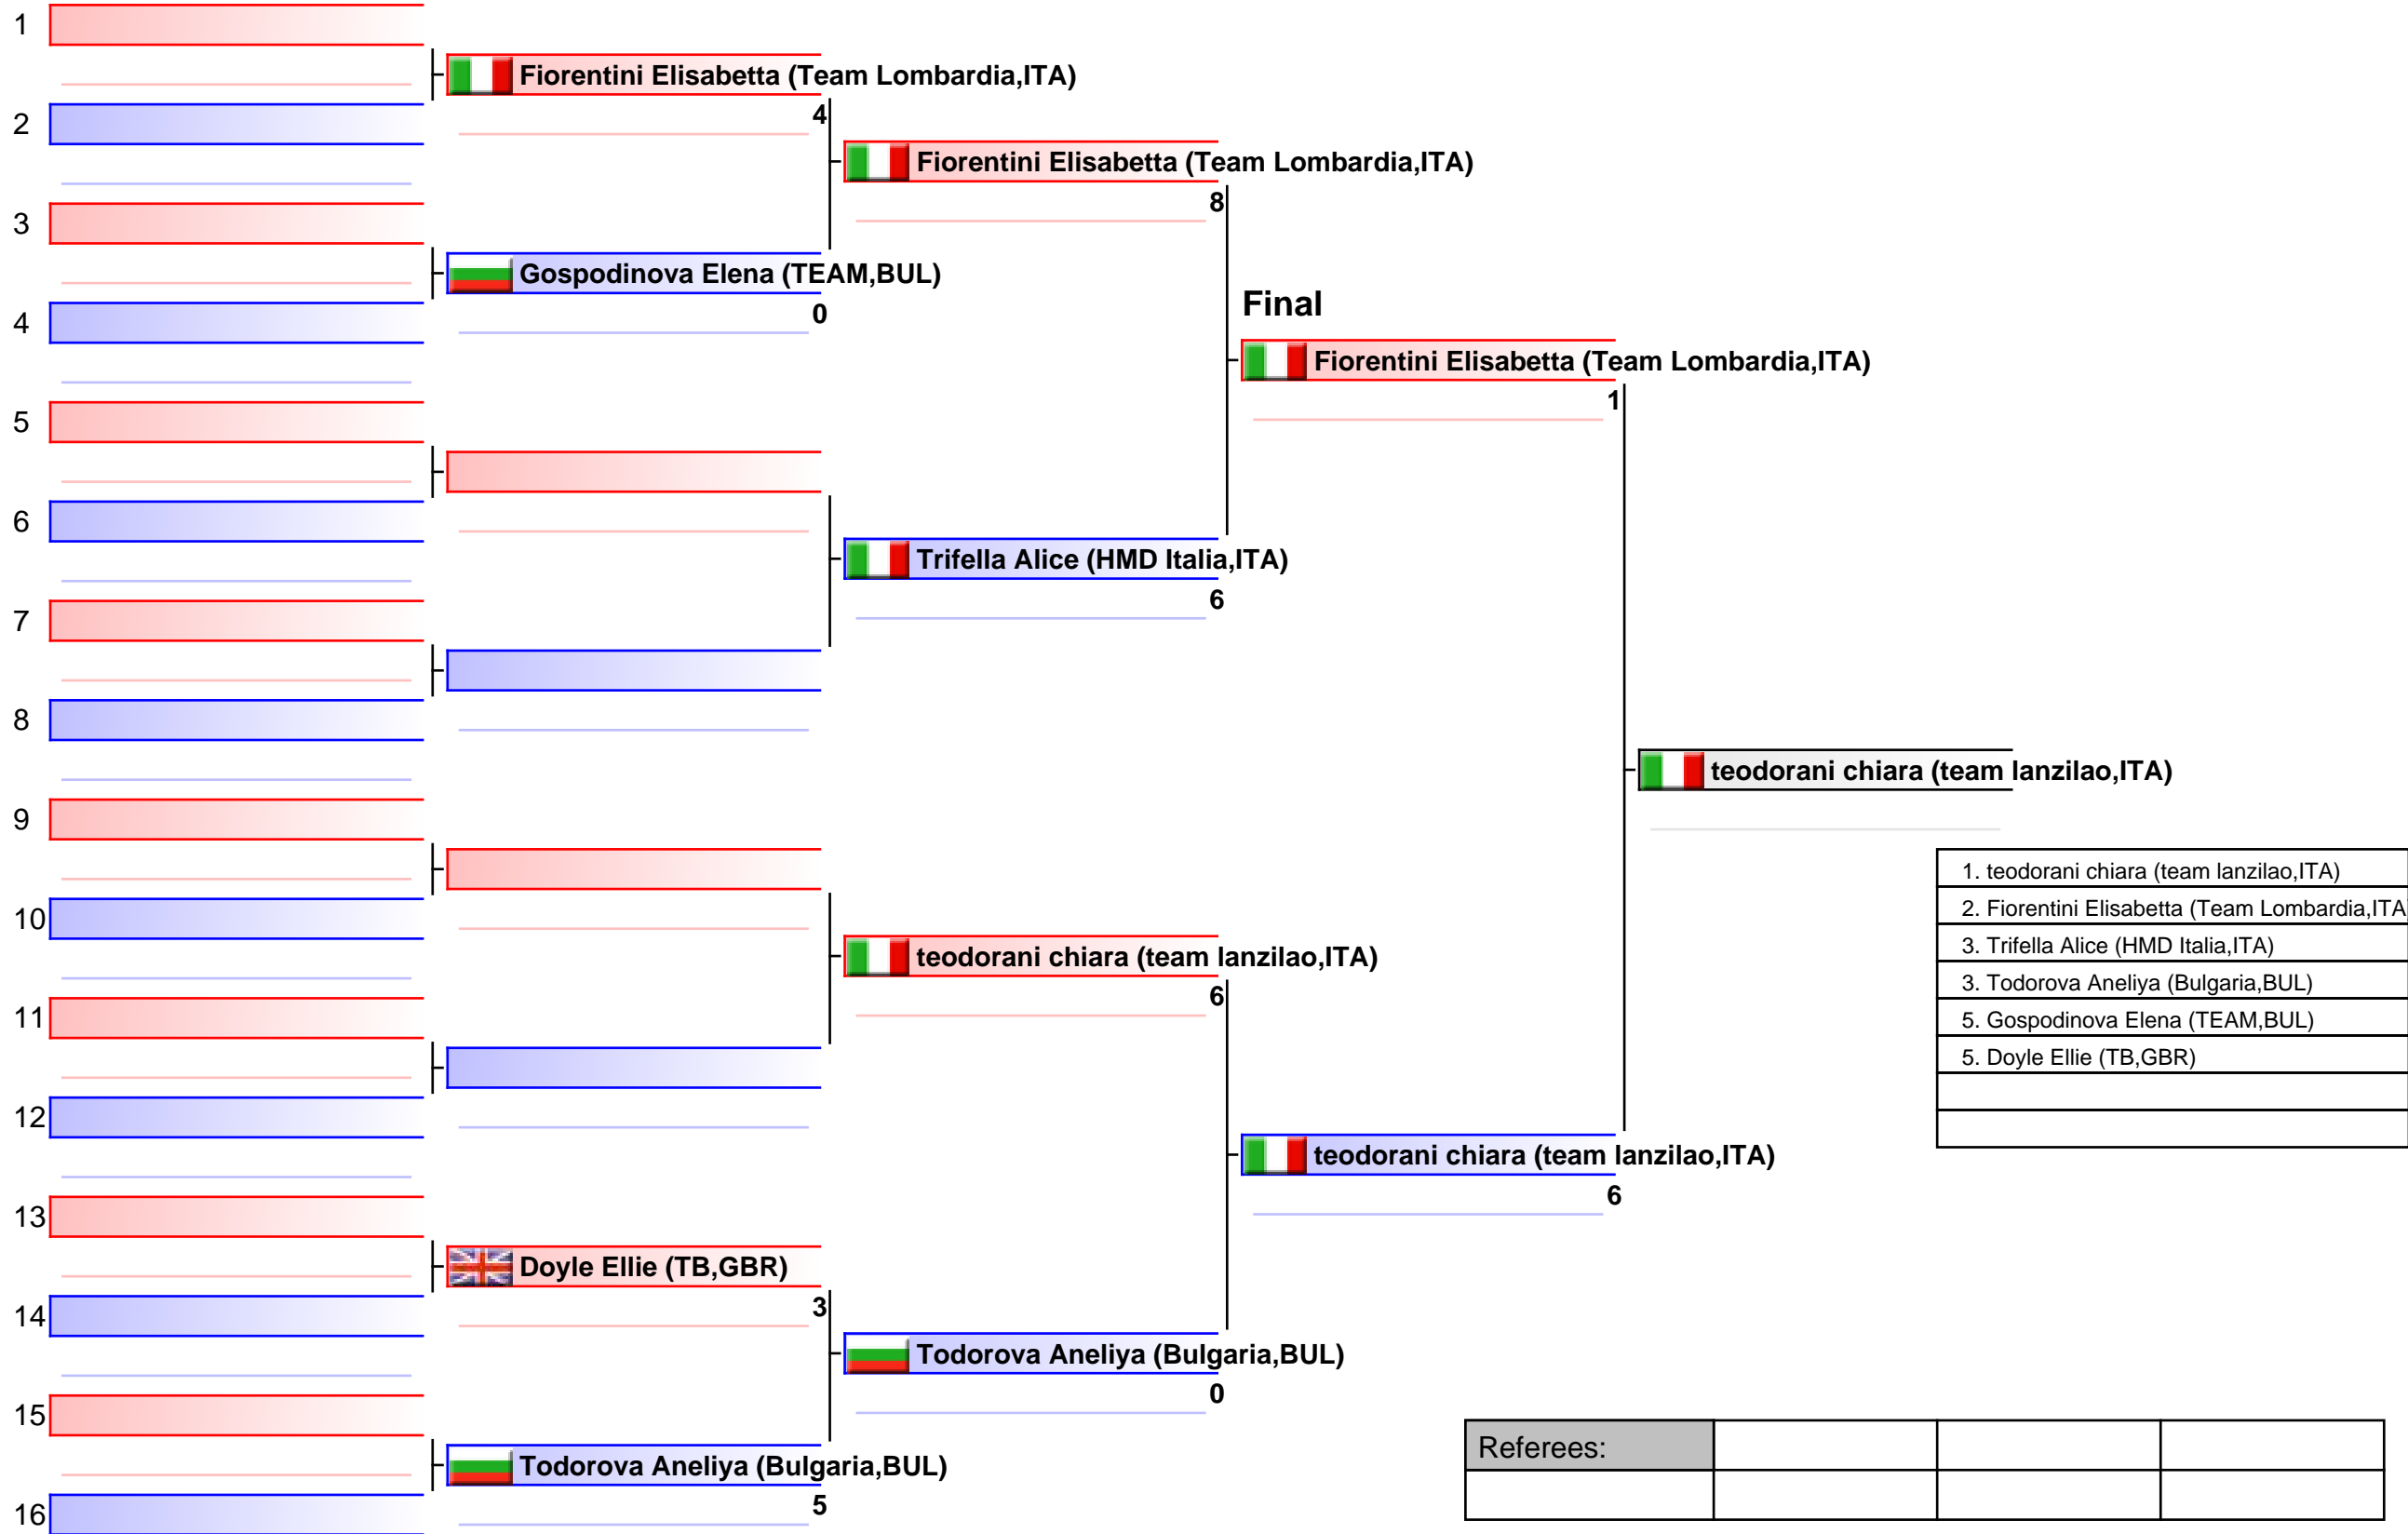 1
Fiorentini Elisabetta (Team Lombardia,ITA)
4
2
Fiorentini Elisabetta (Team Lombardia,ITA)
8
3
Gospodinova Elena (TEAM,BUL)
0
4
Final
Fiorentini Elisabetta (Team Lombardia,ITA)
1
5
6
Trifella Alice (HMD Italia,ITA)
6
7
8
teodorani chiara (team lanzilao,ITA)
9
10
teodorani chiara (team lanzilao,ITA)
6
11
12
teodorani chiara (team lanzilao,ITA)
6
13
Doyle Ellie (TB,GBR)
3
14
Todorova Aneliya (Bulgaria,BUL)
0
15
Todorova Aneliya (Bulgaria,BUL)
5
16
1. teodorani chiara (team lanzilao,ITA)
2. Fiorentini Elisabetta (Team Lombardia,ITA
3. Trifella Alice (HMD Italia,ITA)
3. Todorova Aneliya (Bulgaria,BUL)
5. Gospodinova Elena (TEAM,BUL)
5. Doyle Ellie (TB,GBR)
Referees: